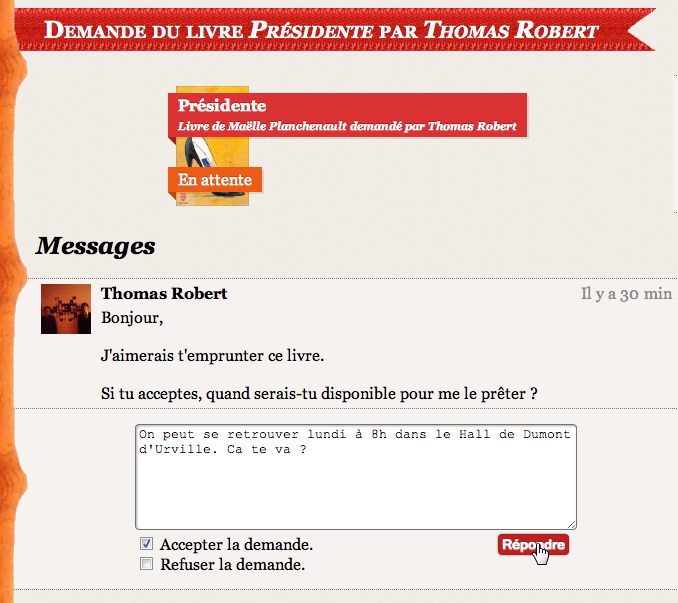 Demande du livre Présidente par Thomas Robert
Présidente
Livre de Maëlle Planchenault demandé par Thomas Robert
En attente
Messages
Thomas Robert
Il y a 30 min
Bonjour,
J'aimerais t'emprunter ce livre.
Si tu acceptes, quand serais-tu disponible pour me le prêter ?
On peut se retrouver lundi à 8h dans le Hall de Dumont
d'Urville. Ca te va ?
Accepter la demande.
Répondre
Refuser la demande.